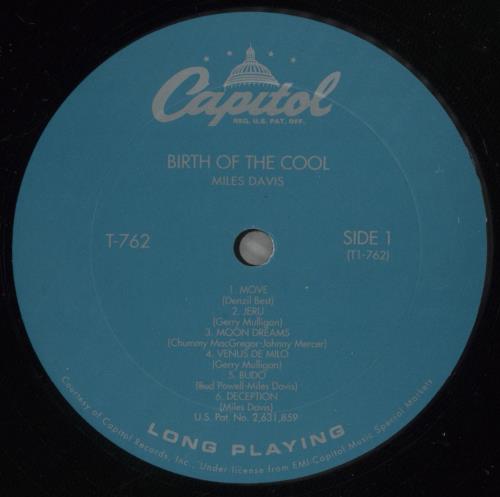 Capitol
REG. U.S. PAT. OFF.
BIRTH OF THE COOL
MILES DAVIS
T-762
SIDE 1
(T1-762)
1. MOVE
(Denzil Best)
2. JERU
(Gerry Mulligan)
3. MOON DREAMS
(Chummy MacGregor-Johnny Mercer)
4. VENUS DE MILO
(Gerry Mulligan)
5. BUDO
(Bud Powell-Miles Davis)
6. DECEPTION
(Miles Davis)
U.S. Pat. No. 2,631,859
LONG PLAYING
Courtesy of Capitol Records, Inc., Under license from EMI-Capitol Music Special Markets